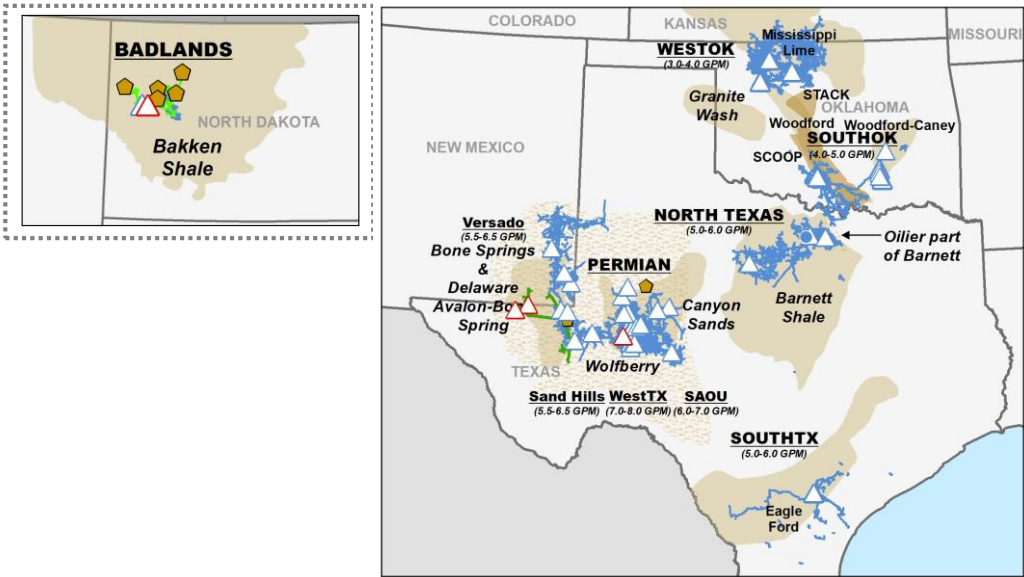 BADLANDS
NORTH DAKOTA
Bakken
Shale
COLORADO
KANSAS
MISSOURI
WESTOK
(3.0-4.0 GPM)
Mississippi
Lime
Granite
Wash
STACK
OKLAHOMA
Woodford
Woodford-Caney
SOUTHOK
SCOOP
(4.0-5.0 GPM)
NEW MEXICO
Versado
(5.5-6.5 GPM)
Bone Springs
&
Delaware
Avalon-Bone
Spring
NORTH TEXAS
(5.0-6.0 GPM)
Oilier part
of Barnett
PERMIAN
Canyon
Sands
Barnett
Shale
TEXAS
Wolfberry
Sand Hills WestTX SAOU
(5.5-6.5 GPM) (7.0-8.0 GPM) (6.0-7.0 GPM)
SOUTHTX
(5.0-6.0 GPM)
Eagle
Ford